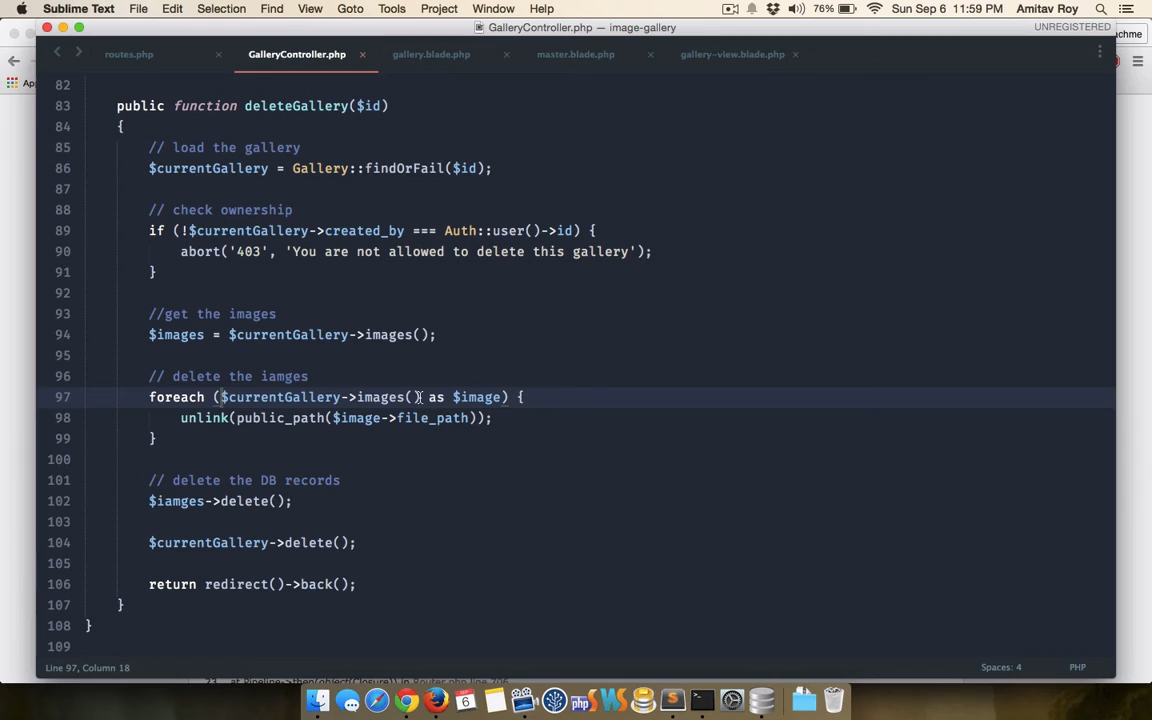 Sublime Text File Edit Selection Find View Goto Tools Project Window Help 76% Sun Sep 6 11:59 PM Amitav Roy
GalleryController.php — image-gallery UNREGISTERED
routes.php × GalleryController.php × gallery.blade.php × master.blade.php × gallery-view.blade.php ×
82
83 public function deleteGallery($id)
84 {
85 // load the gallery
86 $currentGallery = Gallery::findOrFail($id);
87
88 // check ownership
89 if (!$currentGallery->created_by === Auth::user()->id) {
90 abort('403', 'You are not allowed to delete this gallery');
91 }
92
93 //get the images
94 $images = $currentGallery->images();
95
96 // delete the iamges
97 foreach ($currentGallery->images() as $image) {
98 unlink(public_path($image->file_path));
99 }
100
101 // delete the DB records
102 $iamges->delete();
103
104 $currentGallery->delete();
105
106 return redirect()->back();
107 }
108 }
109
Line 97, Column 18 Spaces: 4 PHP